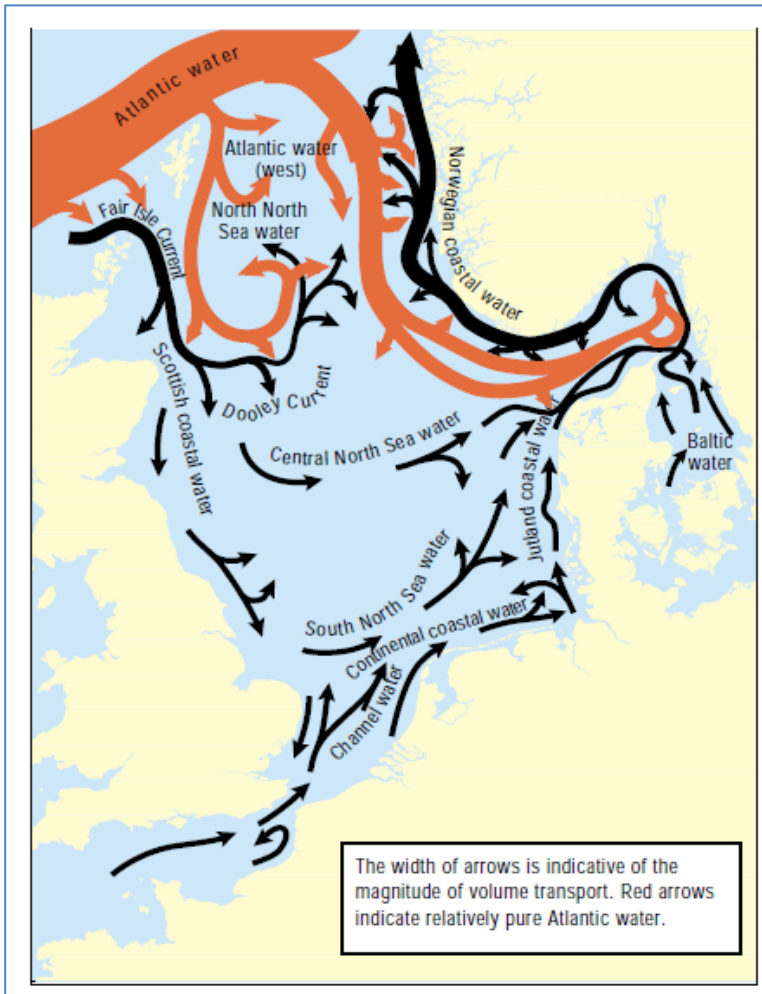 Atlantic water
Atlantic water
(west)
North North
Sea water
Fair Isle Current
Norwegian coastal water
Scottish coastal water
Dooley Current
Central North Sea water
Jutland coastal water
Baltic
water
South North Sea water
Continental coastal water
Channel water
The width of arrows is indicative of the
magnitude of volume transport. Red arrows
indicate relatively pure Atlantic water.